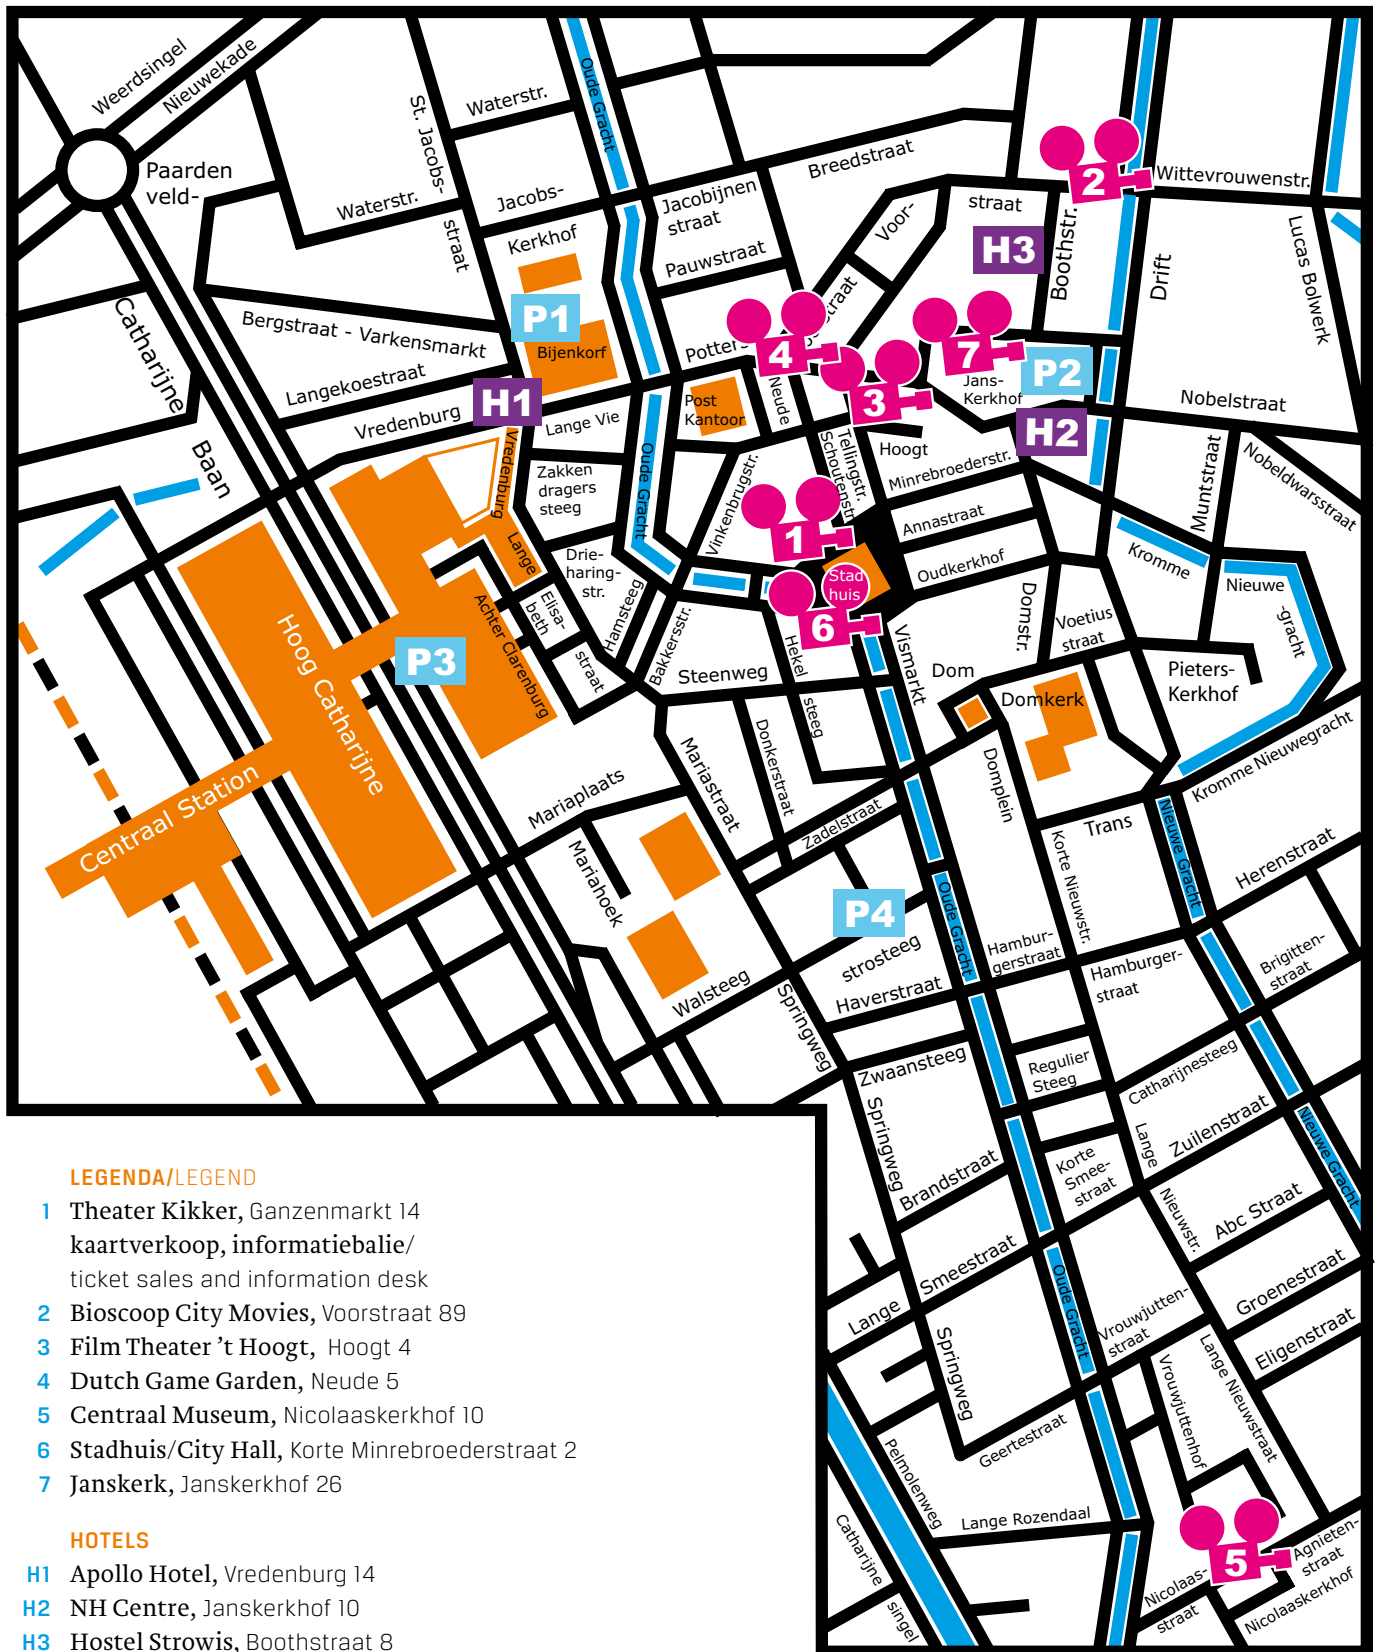 Weerdsingel
Nieuwekade
Paarden
veld-
Waterstr.
Waterstr.
St. Jacobs-
straat
Jacobs-
Kerkhof
Oude Gracht
Jacobijnen
straat
Pauwstraat
Breedstraat
Voor-
straat
Boothstr.
Drift
Wittevrouwenstr.
Lucas Bolwerk
2
H3
P1
Bijenkorf
Bergstraat - Varkensmarkt
Langekoestraat
Vredenburg
H1
Catharijne
Baan
Potter
4
straat
7
3
Jans-
Kerkhof
P2
H2
Nobelstraat
Nobeldwarsstraat
Muntstraat
Post
Kantoor
Neude
Lange Vie
Vredenburg
Zakken
dragers
steeg
Oude Gracht
Vinkenbrugstr.
Tellingstr.
Schoutenstr.
Hoogt
Minrebroederstr.
Annastraat
Oudkerkhof
1
Stad
huis
6
Drie-
haring-
str.
Lange
Elisa-
beth
straat
Hamsteeg
Bakkersstr.
Achter Clarenburg
P3
Hoog Catharijne
Centraal Station
Steenweg
Hekel
steeg
Vismarkt
Dom
Domstr.
Domkerk
Voetius
straat
Kromme
Nieuwe
-gracht
Pieters-
Kerkhof
Kromme Nieuwegracht
Domplein
Donkerstraat
Mariastraat
Mariaplaats
Mariahoek
Zadelstraat
P4
Trans
Korte Nieuwstr.
Nieuwe Gracht
Herenstraat
Oude Gracht
Hambur-
gerstraat
Hamburger-
straat
Brigitten-
straat
strosteeg
Haverstraat
Walsteeg
Springweg
Zwaansteeg
Regulier
Steeg
Catharijnesteeg
Zuilenstraat
Nieuwe Gracht
Springweg
Brandstraat
Korte
Smee-
straat
Lange
Nieuwstr.
Abc Straat
Groenestraat
Eligenstraat
Lange
Smeestraat
Oude Gracht
Vrouwjutten-
straat
Vrouwjuttenhof
Lange Nieuwstraat
Springweg
Geertestraat
Pelmolenweg
Lange Rozendaal
Catharijne
singel
5
Nicolaas-
straat
Agnieten-
straat
Nicolaaskerkhof
LEGENDA/LEGEND
1 Theater Kikker, Ganzenmarkt 14
kaartverkoop, informatiebalie/
ticket sales and information desk
2 Bioscoop City Movies, Voorstraat 89
3 Film Theater ’t Hoogt, Hoogt 4
4 Dutch Game Garden, Neude 5
5 Centraal Museum, Nicolaaskerkhof 10
6 Stadhuis/City Hall, Korte Minrebroederstraat 2
7 Janskerk, Janskerkhof 26
HOTELS
H1 Apollo Hotel, Vredenburg 14
H2 NH Centre, Janskerkhof 10
H3 Hostel Strowis, Boothstraat 8